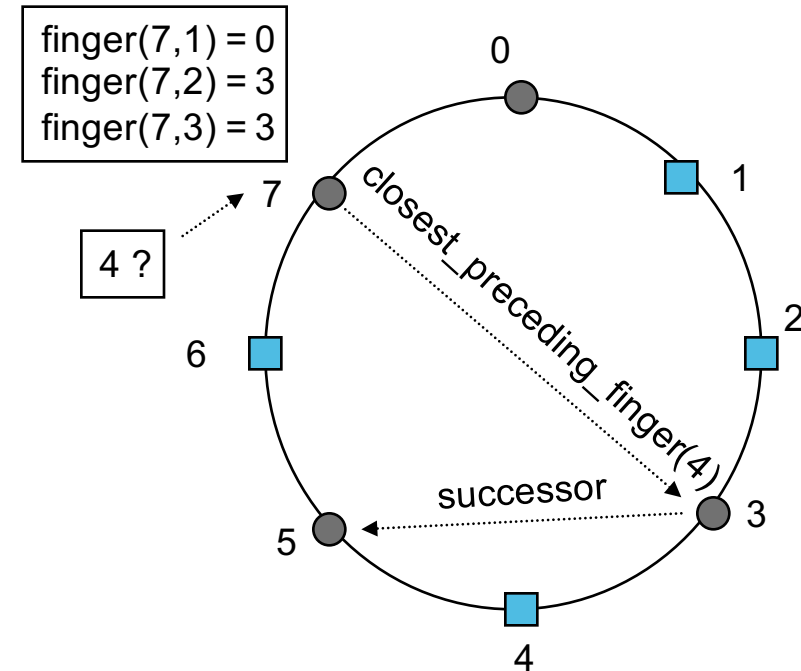 finger(7,1) = 0
finger(7,2) = 3
finger(7,3) = 3
0
1
7
closest_preceding_finger(4)
4 ?
2
6
successor
3
5
4